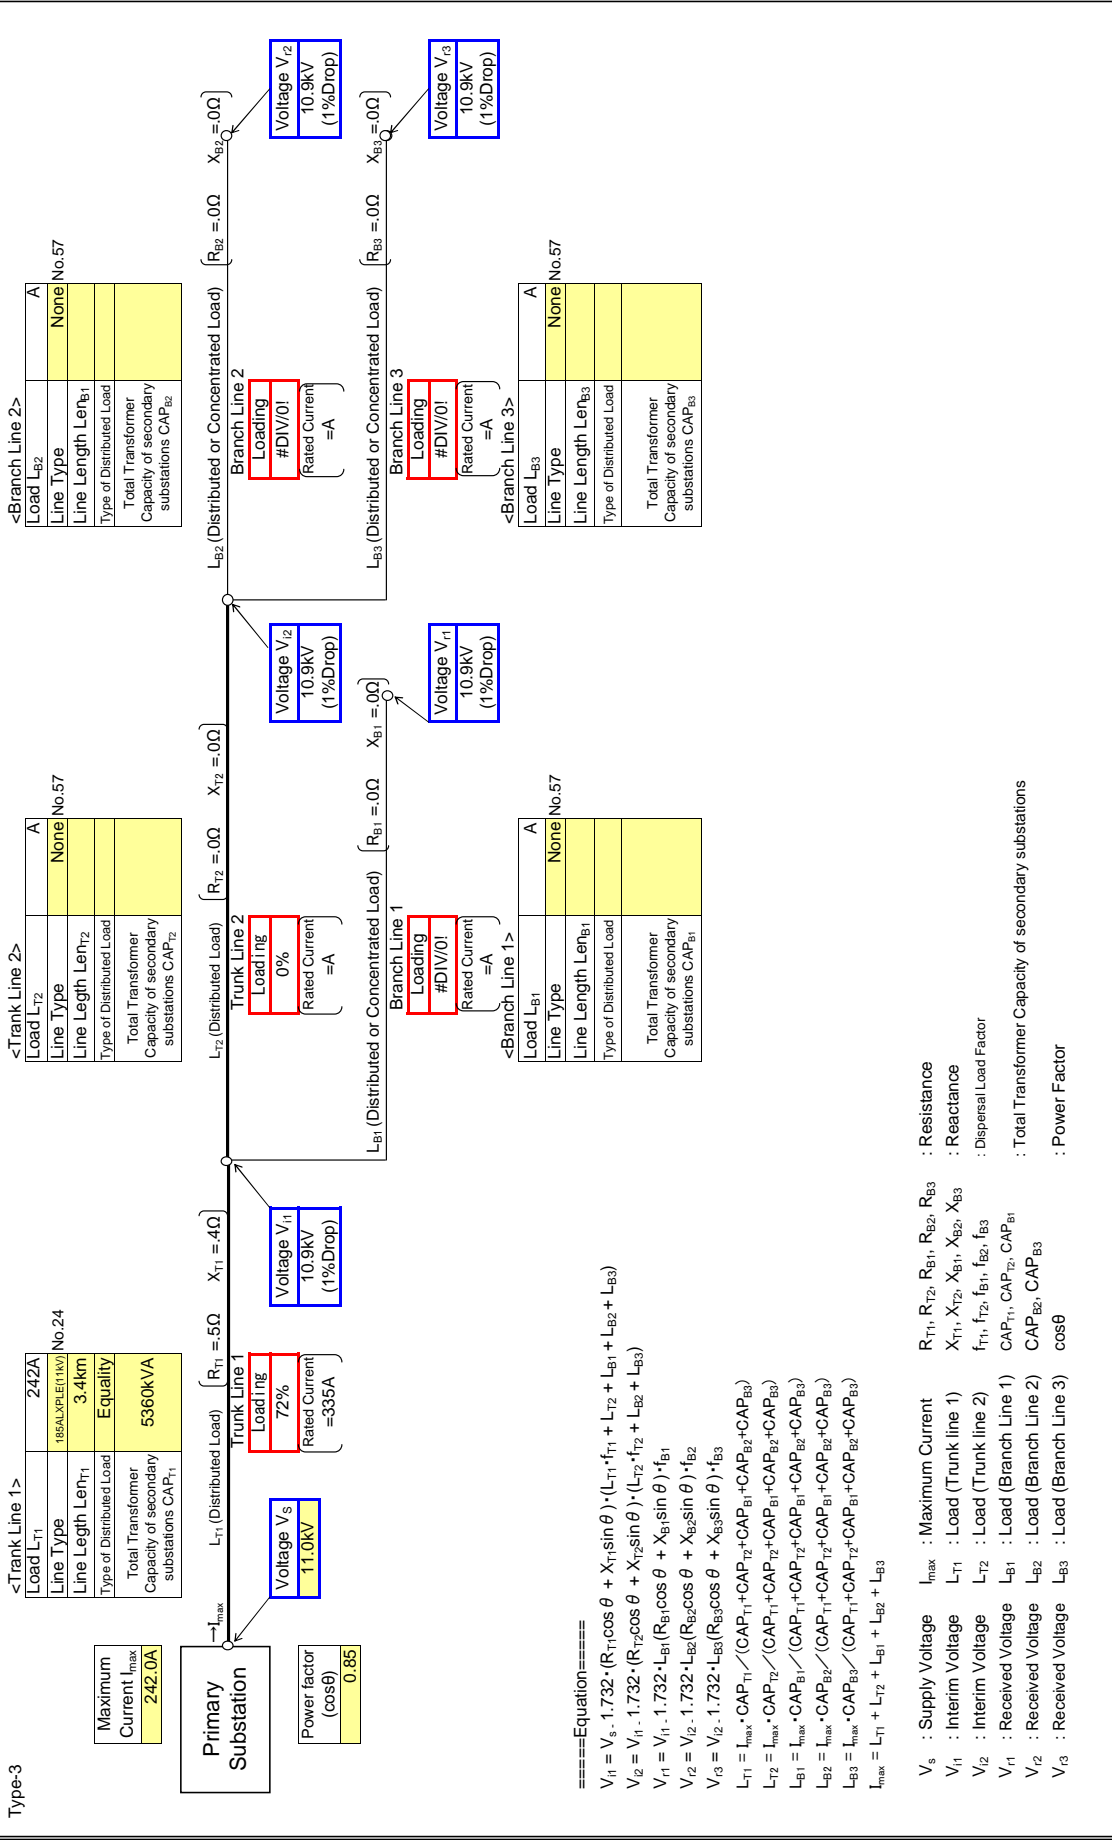 Type-3
<Trank Line 1>
Load LT1 242A
Line Type 185ALXPLE(11kV) No.24
Line Length LenT1 3.4km
Type of Distributed Load Equality
Total Transformer
Capacity of secondary
substations CAPT1 5360kVA
<Trank Line 2>
Load LT2 A
Line Type None No.57
Line Legth LenT2
Type of Distributed Load
Total Transformer
Capacity of secondary
substations CAPT2
<Branch Line 2>
Load LB2 A
Line Type None No.57
Line Length LenB1
Type of Distributed Load
Total Transformer
Capacity of secondary
substations CAPB2
Maximum
Current Imax
242.0A
Primary
Substation
→Imax
Power factor
(cosθ)
0.85
Voltage VS
11.0kV
LT1 (Distributed Load)
RT1 =.5Ω XT1 =.4Ω
Trunk Line 1
Loading
72%
Rated Current
=335A
Voltage Vi1
10.9kV
(1%Drop)
LT2 (Distributed Load)
RT2 =.0Ω XT2 =.0Ω
Trunk Line 2
Loading
0%
Rated Current
=A
Voltage Vi2
10.9kV
(1%Drop)
LB2 (Distributed or Concentrated Load)
RB2 =.0Ω XB2 =.0Ω
Branch Line 2
Loading
#DIV/0!
Rated Current
=A
Voltage Vr2
10.9kV
(1%Drop)
LB1 (Distributed or Concentrated Load)
RB1 =.0Ω XB1 =.0Ω
Branch Line 1
Loading
#DIV/0!
Rated Current
=A
Voltage Vr1
10.9kV
(1%Drop)
LB3 (Distributed or Concentrated Load)
RB3 =.0Ω XB3 =.0Ω
Branch Line 3
Loading
#DIV/0!
Rated Current
=A
Voltage Vr3
10.9kV
(1%Drop)
<Branch Line 1>
Load LB1 A
Line Type None No.57
Line Length LenB1
Type of Distributed Load
Total Transformer
Capacity of secondary
substations CAPB1
<Branch Line 3>
Load LB3 A
Line Type None No.57
Line Length LenB3
Type of Distributed Load
Total Transformer
Capacity of secondary
substations CAPB3
=====Equation=====
Vi1 = VS - 1.732・(RT1cosθ + XT1sinθ)・(LT1・fT1 + LT2 + LB1 + LB2 + LB3)
Vi2 = Vi1 - 1.732・(RT2cosθ + XT2sinθ)・(LT2・fT2 + LB2 + LB3)
Vr1 = Vi1 - 1.732・LB1(RB1cosθ + XB1sinθ)・fB1
Vr2 = Vi2 - 1.732・LB2(RB2cosθ + XB2sinθ)・fB2
Vr3 = Vi2 - 1.732・LB3(RB3cosθ + XB3sinθ)・fB3
LT1 = Imax・CAPT1／(CAPT1+CAPT2+CAPB1+CAPB2+CAPB3)
LT2 = Imax・CAPT2／(CAPT1+CAPT2+CAPB1+CAPB2+CAPB3)
LB1 = Imax・CAPB1／(CAPT1+CAPT2+CAPB1+CAPB2+CAPB3)
LB2 = Imax・CAPB2／(CAPT1+CAPT2+CAPB1+CAPB2+CAPB3)
LB3 = Imax・CAPB3／(CAPT1+CAPT2+CAPB1+CAPB2+CAPB3)
Imax = LT1 + LT2 + LB1 + LB2 + LB3
Vs : Supply Voltage Imax : Maximum Current RT1, RT2, RB1, RB2, RB3 : Resistance
Vi1 : Interim Voltage LT1 : Load (Trunk line 1) XT1, XT2, XB1, XB2, XB3 : Reactance
Vi2 : Interim Voltage LT2 : Load (Trunk line 2) fT1, fT2, fB1, fB2, fB3 : Dispersal Load Factor
Vr1 : Received Voltage LB1 : Load (Branch Line 1) CAPT1, CAPT2, CAPB1 : Total Transformer Capacity of secondary substations
Vr2 : Received Voltage LB2 : Load (Branch Line 2) CAPB2, CAPB3
Vr3 : Received Voltage LB3 : Load (Branch Line 3) cosθ : Power Factor